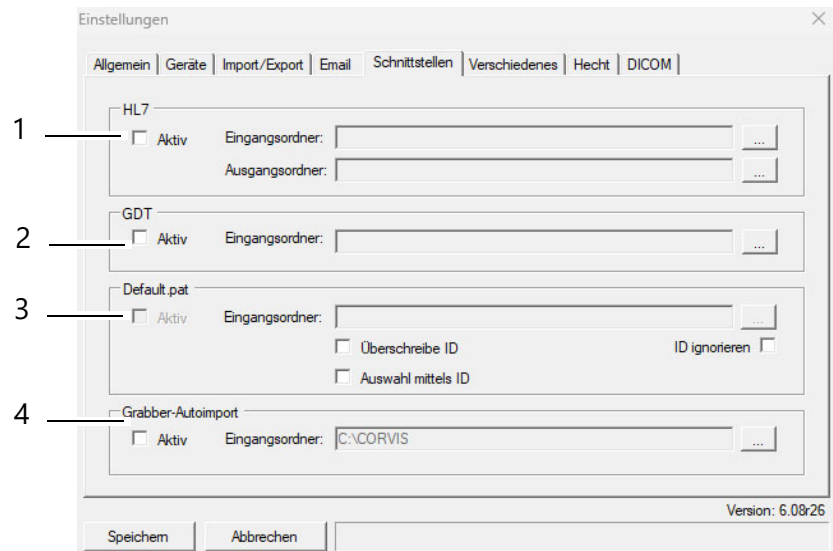 Einstellungen
Allgemein Geräte Import/Export Email Schnittstellen Verschiedenes Hecht DICOM
HL7
1 Aktiv Eingangsordner: ...
Ausgangsordner: ...
GDT
2 Aktiv Eingangsordner: ...
Default.pat
3 Aktiv Eingangsordner: ...
Überschreibe ID ID ignorieren
Auswahl mittels ID
Grabber-Autoimport
4 Aktiv Eingangsordner: C:\CORVIS ...
Version: 6.08r26
Speichern Abbrechen